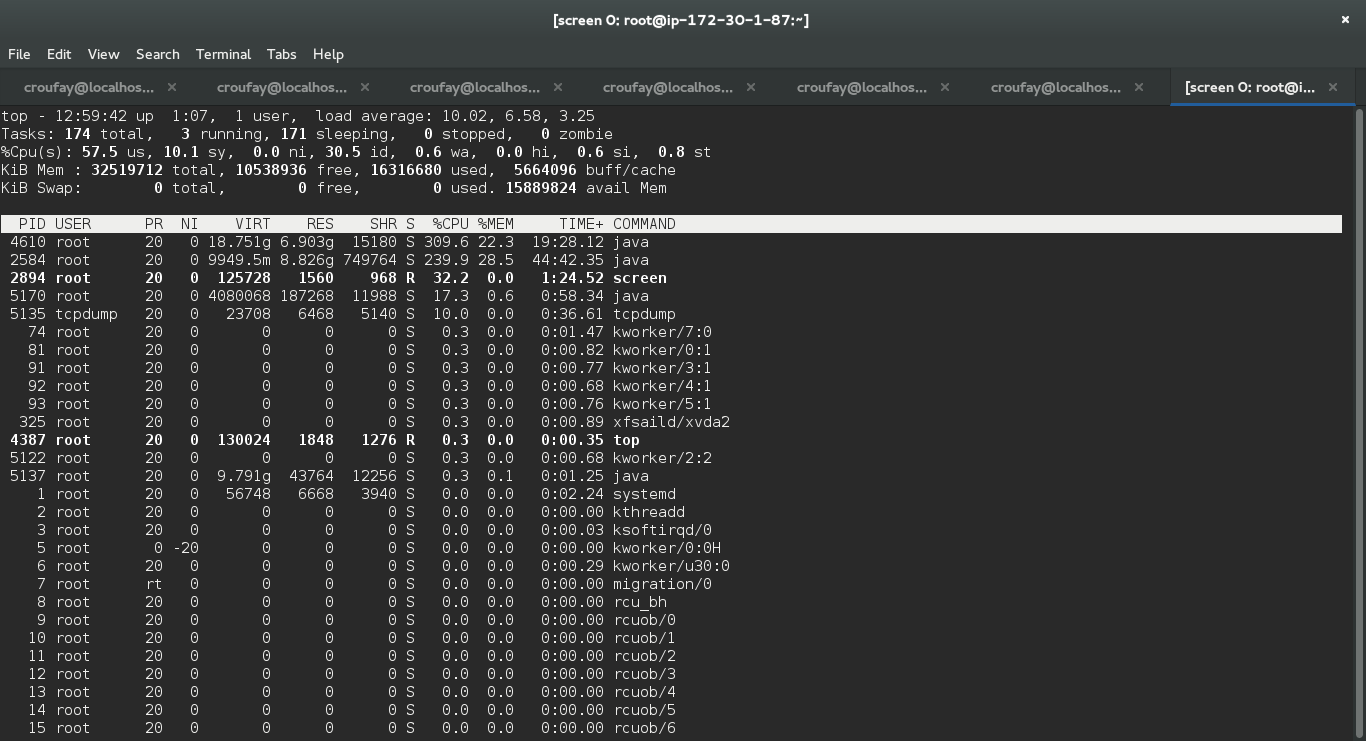 [screen 0: root@ip-172-30-1-87:~] ×
File Edit View Search Terminal Tabs Help
croufay@localhos... × croufay@localhos... × croufay@localhos... × croufay@localhos... × croufay@localhos... × croufay@localhos... × [screen 0: root@i... ×
top - 12:59:42 up  1:07,  1 user,  load average: 10.02, 6.58, 3.25
Tasks: 174 total,   3 running, 171 sleeping,   0 stopped,   0 zombie
%Cpu(s): 57.5 us, 10.1 sy,  0.0 ni, 30.5 id,  0.6 wa,  0.0 hi,  0.6 si,  0.8 st
KiB Mem : 32519712 total, 10538936 free, 16316680 used,  5664096 buff/cache
KiB Swap:        0 total,        0 free,        0 used. 15889824 avail Mem
PID USER PR NI VIRT RES SHR S %CPU %MEM TIME+ COMMAND
4610 root 20 0 18.751g 6.903g 15180 S 309.6 22.3 19:28.12 java
2584 root 20 0 9949.5m 8.826g 749764 S 239.9 28.5 44:42.35 java
2894 root 20 0 125728 1560 968 R 32.2 0.0 1:24.52 screen
5170 root 20 0 4080068 187268 11988 S 17.3 0.6 0:58.34 java
5135 tcpdump 20 0 23708 6468 5140 S 10.0 0.0 0:36.61 tcpdump
74 root 20 0 0 0 0 S 0.3 0.0 0:01.47 kworker/7:0
81 root 20 0 0 0 0 S 0.3 0.0 0:00.82 kworker/0:1
91 root 20 0 0 0 0 S 0.3 0.0 0:00.77 kworker/3:1
92 root 20 0 0 0 0 S 0.3 0.0 0:00.68 kworker/4:1
93 root 20 0 0 0 0 S 0.3 0.0 0:00.76 kworker/5:1
325 root 20 0 0 0 0 S 0.3 0.0 0:00.89 xfsaild/xvda2
4387 root 20 0 130024 1848 1276 R 0.3 0.0 0:00.35 top
5122 root 20 0 0 0 0 S 0.3 0.0 0:00.68 kworker/2:2
5137 root 20 0 9.791g 43764 12256 S 0.3 0.1 0:01.25 java
1 root 20 0 56748 6668 3940 S 0.0 0.0 0:02.24 systemd
2 root 20 0 0 0 0 S 0.0 0.0 0:00.00 kthreadd
3 root 20 0 0 0 0 S 0.0 0.0 0:00.03 ksoftirqd/0
5 root 0 -20 0 0 0 S 0.0 0.0 0:00.00 kworker/0:0H
6 root 20 0 0 0 0 S 0.0 0.0 0:00.29 kworker/u30:0
7 root rt 0 0 0 0 S 0.0 0.0 0:00.00 migration/0
8 root 20 0 0 0 0 S 0.0 0.0 0:00.00 rcu_bh
9 root 20 0 0 0 0 S 0.0 0.0 0:00.00 rcuob/0
10 root 20 0 0 0 0 S 0.0 0.0 0:00.00 rcuob/1
11 root 20 0 0 0 0 S 0.0 0.0 0:00.00 rcuob/2
12 root 20 0 0 0 0 S 0.0 0.0 0:00.00 rcuob/3
13 root 20 0 0 0 0 S 0.0 0.0 0:00.00 rcuob/4
14 root 20 0 0 0 0 S 0.0 0.0 0:00.00 rcuob/5
15 root 20 0 0 0 0 S 0.0 0.0 0:00.00 rcuob/6